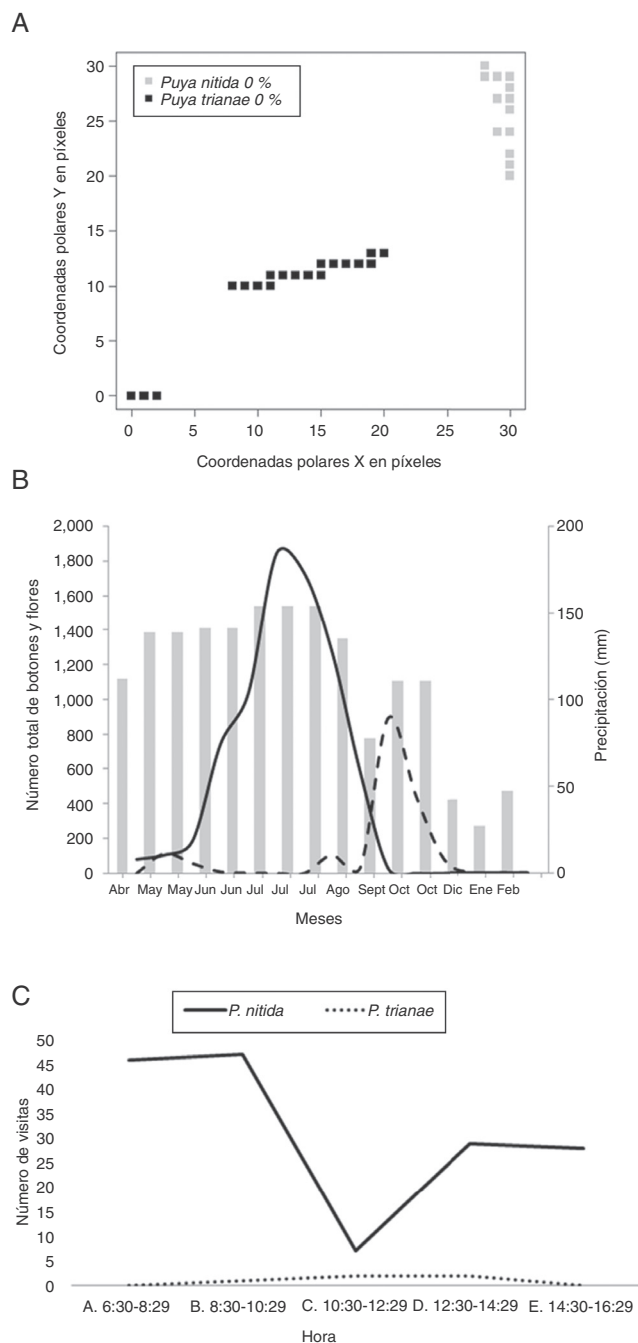 A
Puya nitida 0 %
Puya trianae 0 %
Coordenadas polares Y en píxeles
30
25
20
15
10
5
0
0 5 10 15 20 25 30
Coordenadas polares X en píxeles
B
Número total de botones y flores
2,000
1,800
1,600
1,400
1,200
1,000
800
600
400
200
0
200
150
100
50
0
Precipitación (mm)
Abr May May Jun Jun Jul Jul Jul Ago Sept Oct Oct Dic Ene Feb
Meses
C
P. nitida P. trianae
Número de visitas
50
45
40
35
30
25
20
15
10
5
0
A. 6:30-8:29 B. 8:30-10:29 C. 10:30-12:29 D. 12:30-14:29 E. 14:30-16:29
Hora